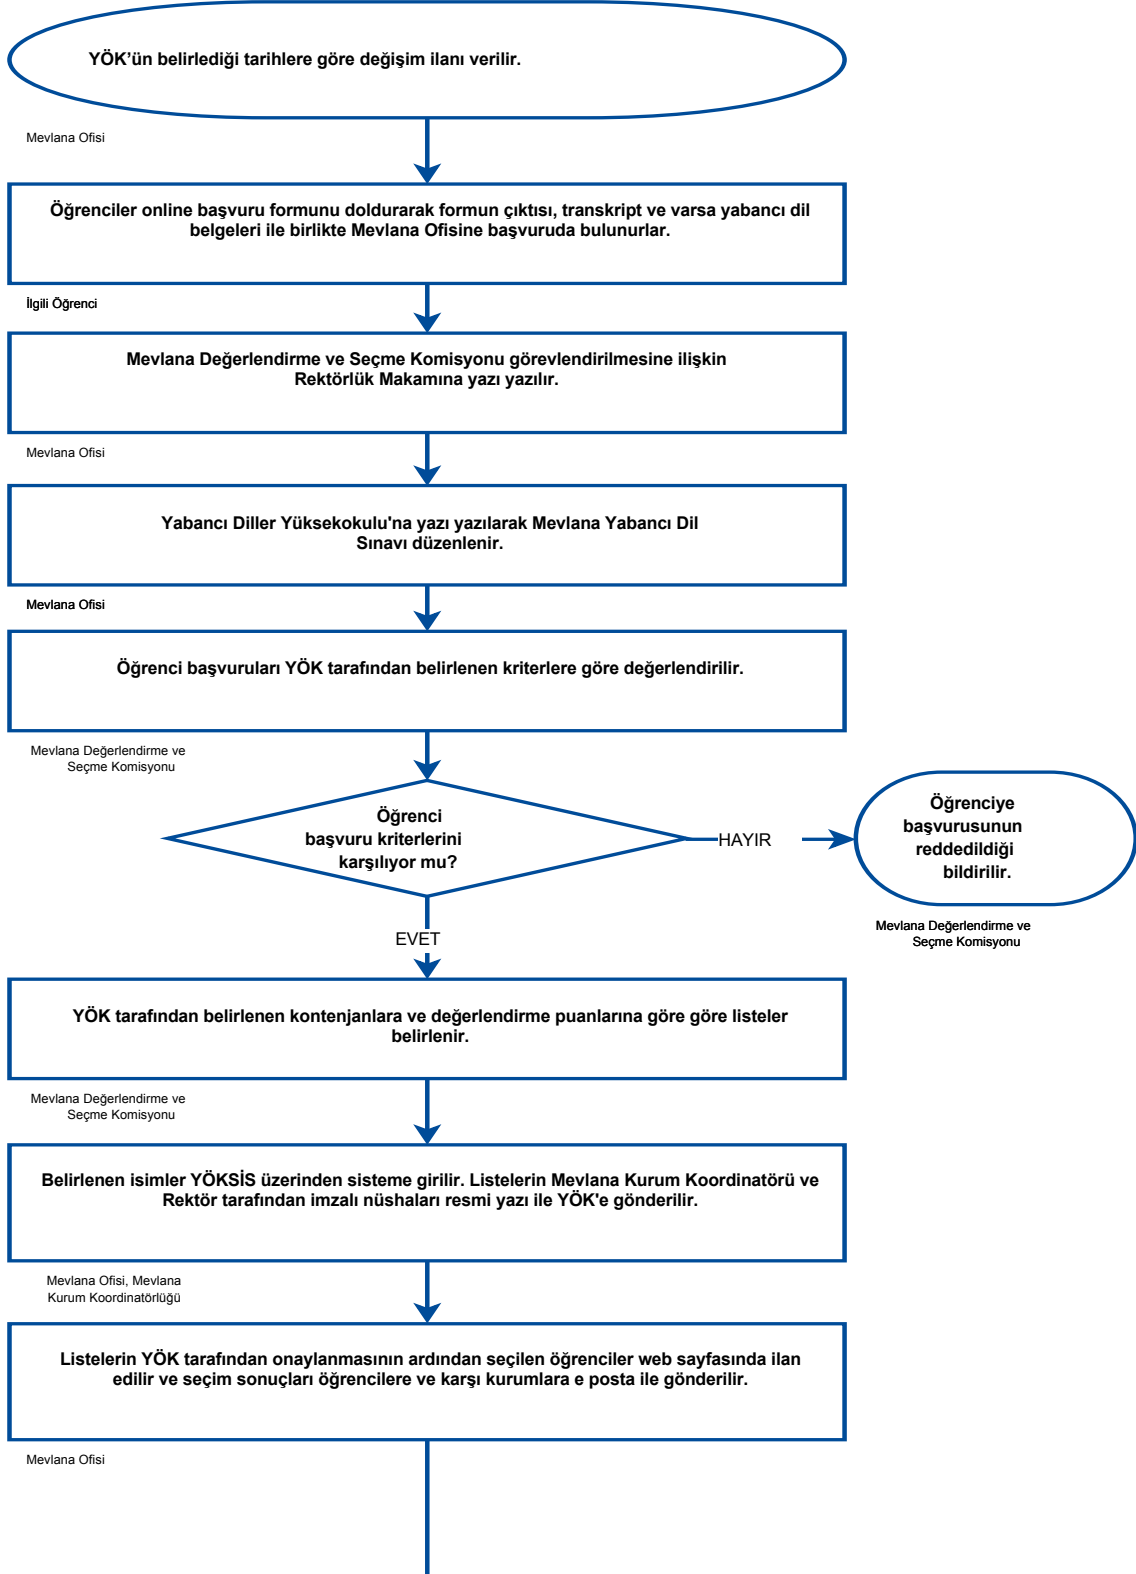 YÖK’ün belirlediği tarihlere göre değişim ilanı verilir.
Mevlana Ofisi
Öğrenciler online başvuru formunu doldurarak formun çıktısı, transkript ve varsa yabancı dil
belgeleri ile birlikte Mevlana Ofisine başvuruda bulunurlar.
İlgili Öğrenci
Mevlana Değerlendirme ve Seçme Komisyonu görevlendirilmesine ilişkin
Rektörlük Makamına yazı yazılır.
Mevlana Ofisi
Yabancı Diller Yüksekokulu'na yazı yazılarak Mevlana Yabancı Dil
Sınavı düzenlenir.
Mevlana Ofisi
Öğrenci başvuruları YÖK tarafından belirlenen kriterlere göre değerlendirilir.
Mevlana Değerlendirme ve
Seçme Komisyonu
Öğrenci
başvuru kriterlerini
karşılıyor mu?
HAYIR
Öğrenciye
başvurusunun
reddedildiği
bildirilir.
Mevlana Değerlendirme ve
Seçme Komisyonu
EVET
YÖK tarafından belirlenen kontenjanlara ve değerlendirme puanlarına göre göre listeler
belirlenir.
Mevlana Değerlendirme ve
Seçme Komisyonu
Belirlenen isimler YÖKSİS üzerinden sisteme girilir. Listelerin Mevlana Kurum Koordinatörü ve
Rektör tarafından imzalı nüshaları resmi yazı ile YÖK'e gönderilir.
Mevlana Ofisi, Mevlana
Kurum Koordinatörlüğü
Listelerin YÖK tarafından onaylanmasının ardından seçilen öğrenciler web sayfasında ilan
edilir ve seçim sonuçları öğrencilere ve karşı kurumlara e posta ile gönderilir.
Mevlana Ofisi